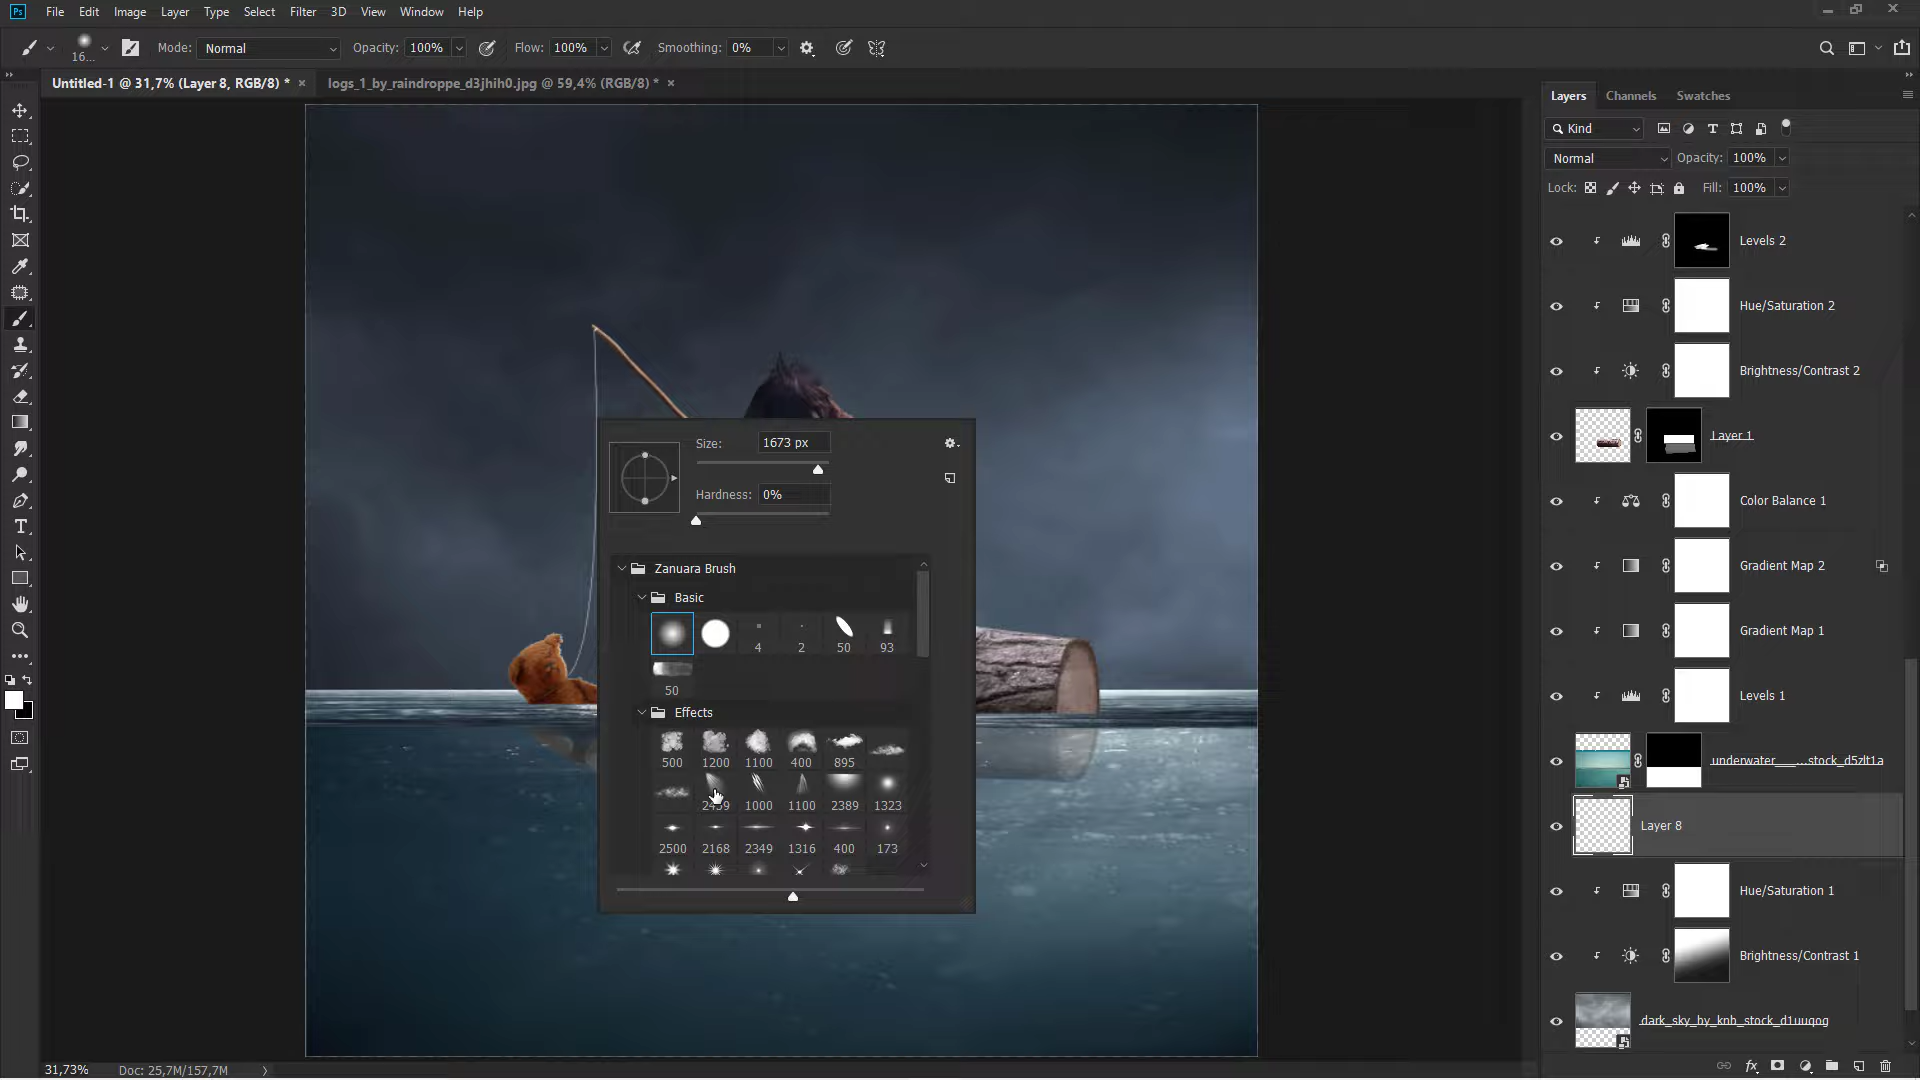 Ps File Edit Image Layer Type Select Filter 3D View Window Help
16... Mode: Normal Opacity: 100% Flow: 100% Smoothing: 0%
Untitled-1 @ 31,7% (Layer 8, RGB/8) * × logs_1_by_raindroppe_d3jhih0.jpg @ 59,4% (RGB/8) * ×
Layers Channels Swatches
Kind
Normal Opacity: 100%
Lock: Fill: 100%
Levels 2
Hue/Saturation 2
Brightness/Contrast 2
Layer 1
Color Balance 1
Gradient Map 2
Gradient Map 1
Levels 1
underwater___...stock_d5zlt1a
Layer 8
Hue/Saturation 1
Brightness/Contrast 1
dark_sky_by_knb_stock_d1uuqog
Size: 1673 px
Hardness: 0%
Zanuara Brush
Basic
4 2 50 93
50
Effects
500 1200 1100 400 895
1000 1100 2389 1323
2500 2168 2349 1316 400 173
31,73% Doc: 25,7M/157,7M